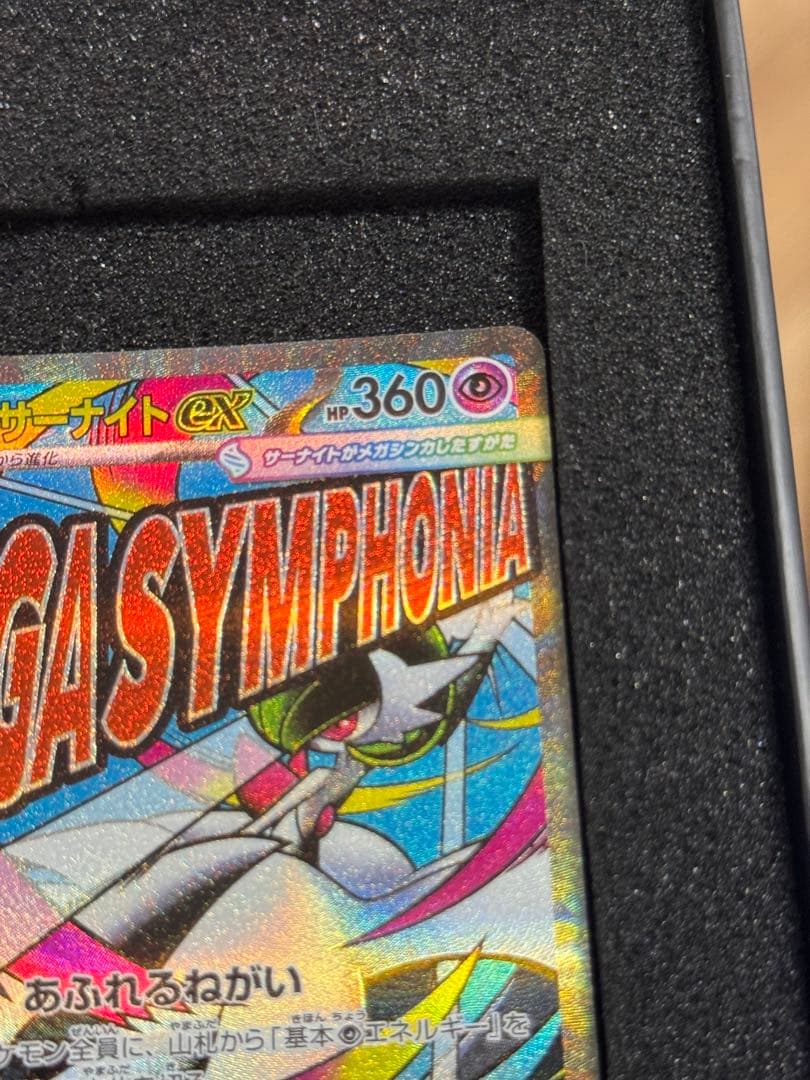 サーナイトex HP360
から進化
サーナイトがメガシンカしたすがた
GA SYMPHONIA
あふれるねがい
ケモン全員に、山札から「基本エネルギー」を